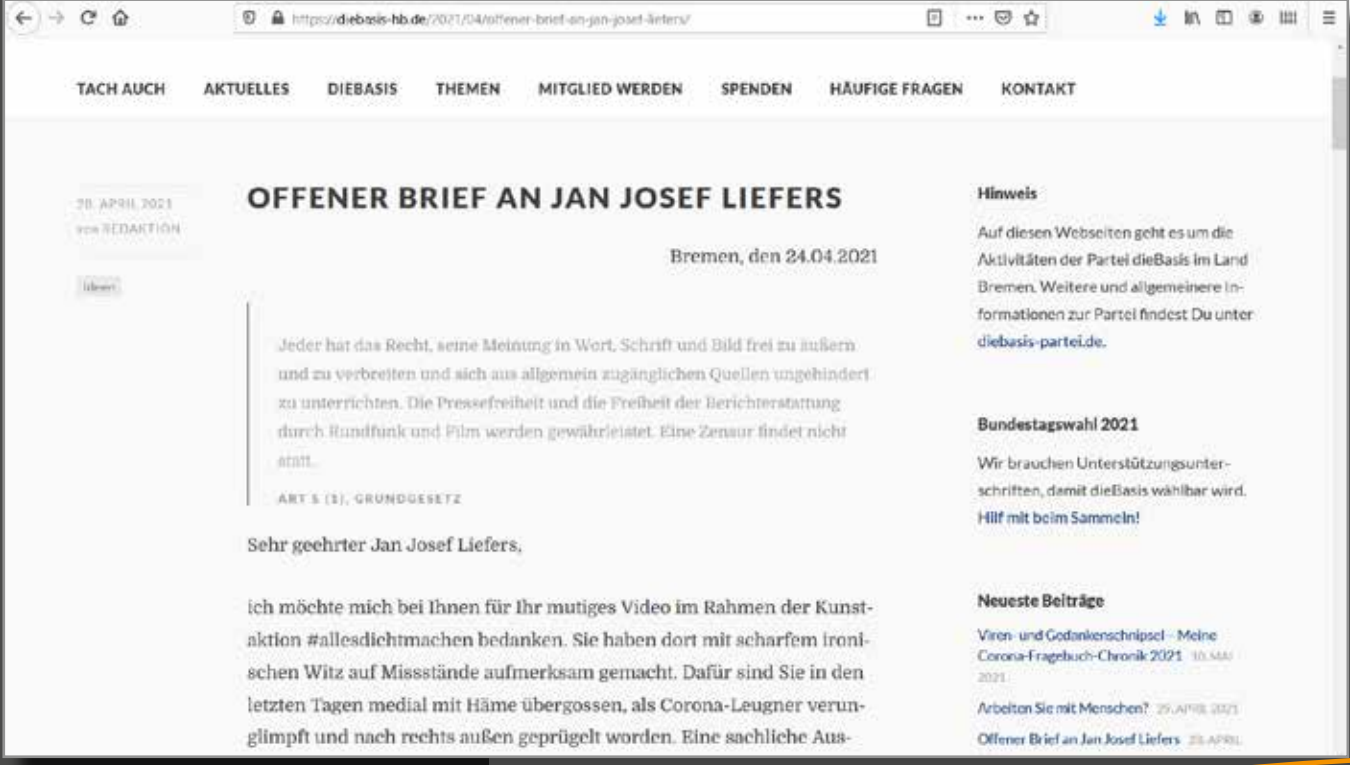 https://diebasis-hb.de/2021/04/offener-brief-an-jan-josef-liefers/
TACH AUCH AKTUELLES DIEBASIS THEMEN MITGLIED WERDEN SPENDEN HÄUFIGE FRAGEN KONTAKT
APRIL 2021
von REDAKTION
Ideen
OFFENER BRIEF AN JAN JOSEF LIEFERS
Bremen, den 24.04.2021
Jeder hat das Recht, seine Meinung in Wort, Schrift und Bild frei zu äußern
und zu verbreiten und sich aus allgemein zugänglichen Quellen ungehindert
zu unterrichten. Die Pressefreiheit und die Freiheit der Berichterstattung
durch Rundfunk und Film werden gewährleistet. Eine Zensur findet nicht
statt.
ART 5 (1), GRUNDGESETZ
Sehr geehrter Jan Josef Liefers,
ich möchte mich bei Ihnen für Ihr mutiges Video im Rahmen der Kunst-
aktion #allesdichtmachen bedanken. Sie haben dort mit scharfem ironi-
schen Witz auf Missstände aufmerksam gemacht. Dafür sind Sie in den
letzten Tagen medial mit Häme übergossen, als Corona-Leugner verun-
glimpft und nach rechts außen geprügelt worden. Eine sachliche Aus-
Hinweis
Auf diesen Webseiten geht es um die
Aktivitäten der Partei dieBasis im Land
Bremen. Weitere und allgemeinere In-
formationen zur Partei findest Du unter
diebasis-partei.de.
Bundestagswahl 2021
Wir brauchen Unterstützungsunter-
schriften, damit dieBasis wählbar wird.
Hilf mit beim Sammeln!
Neueste Beiträge
Viren- und Gedankenschnipsel – Meine
Corona-Fragebuch-Chronik 2021 10. MAI
2021
Arbeiten Sie mit Menschen? 29. APRIL 2021
Offener Brief an Jan Josef Liefers 28. APRIL